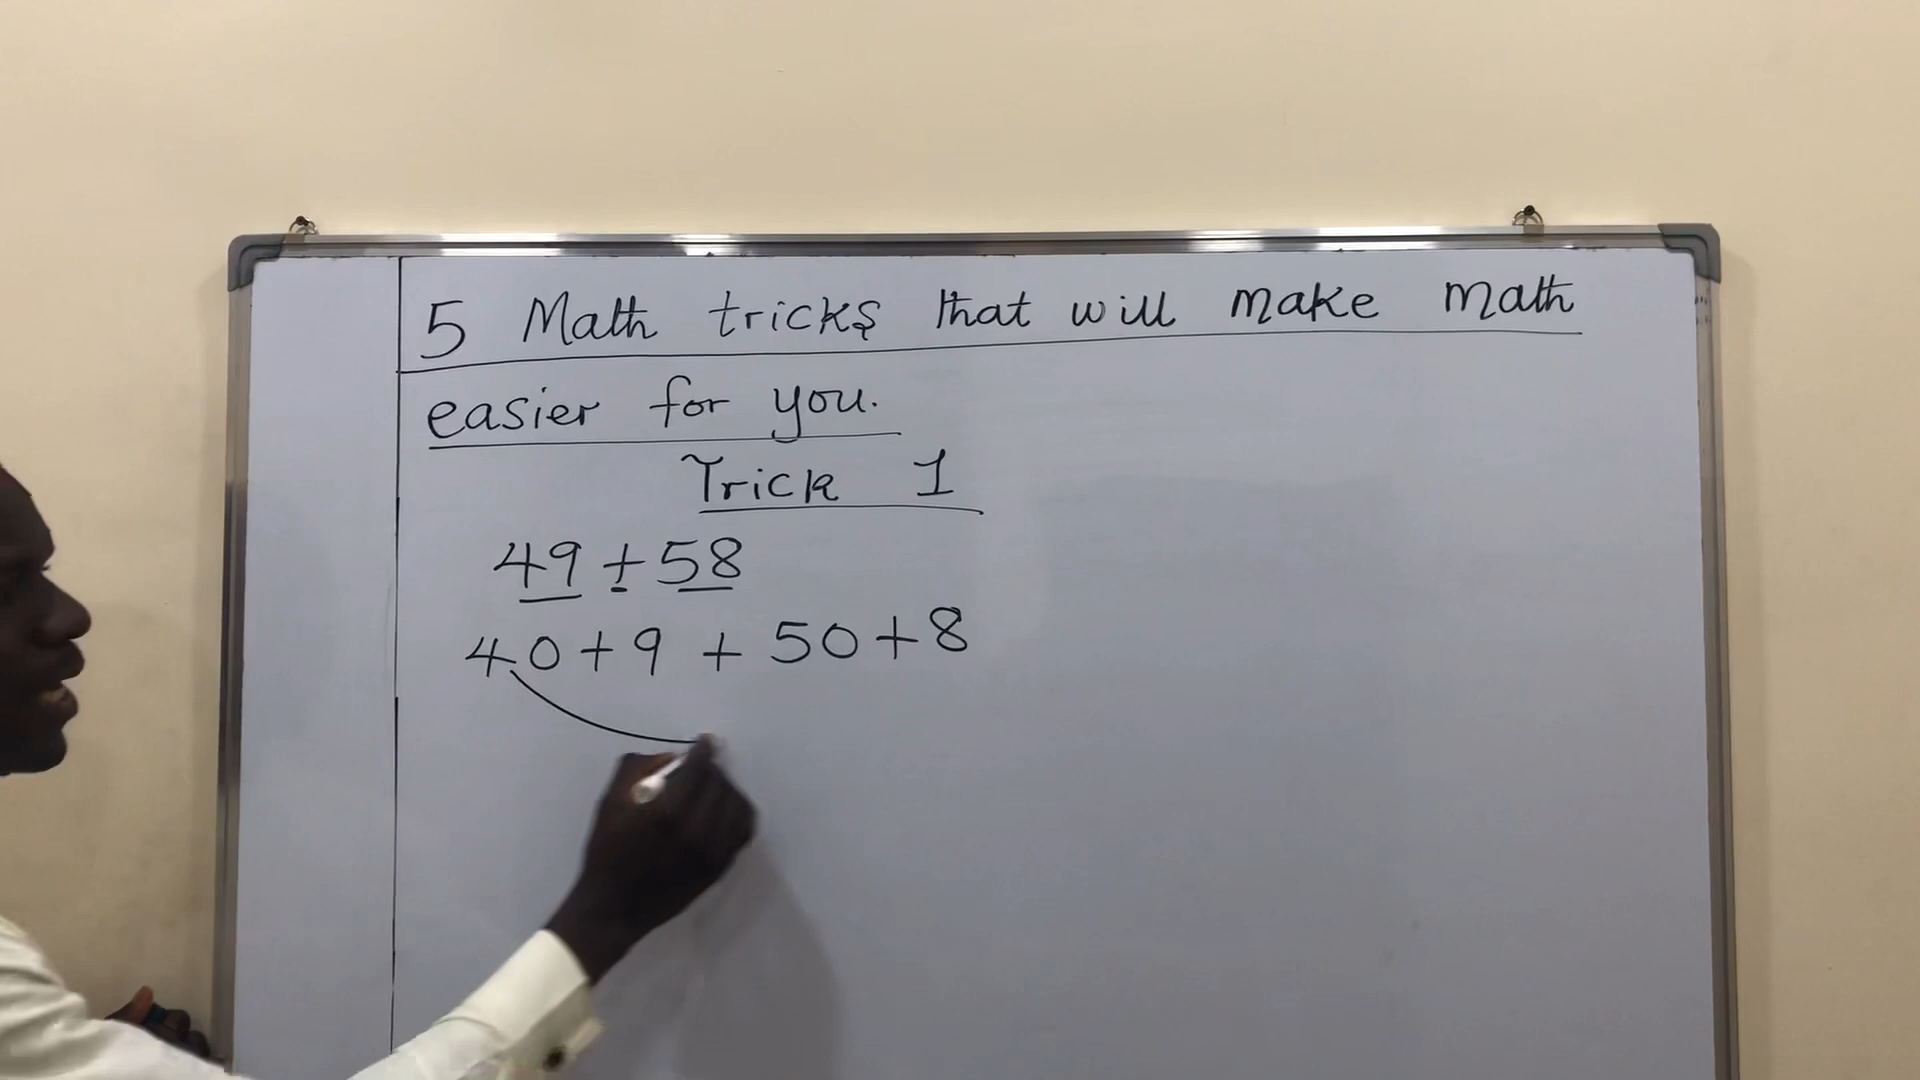 5 Math tricks that will make math
easier for you.
Trick 1
49 + 58
40+9 + 50+8